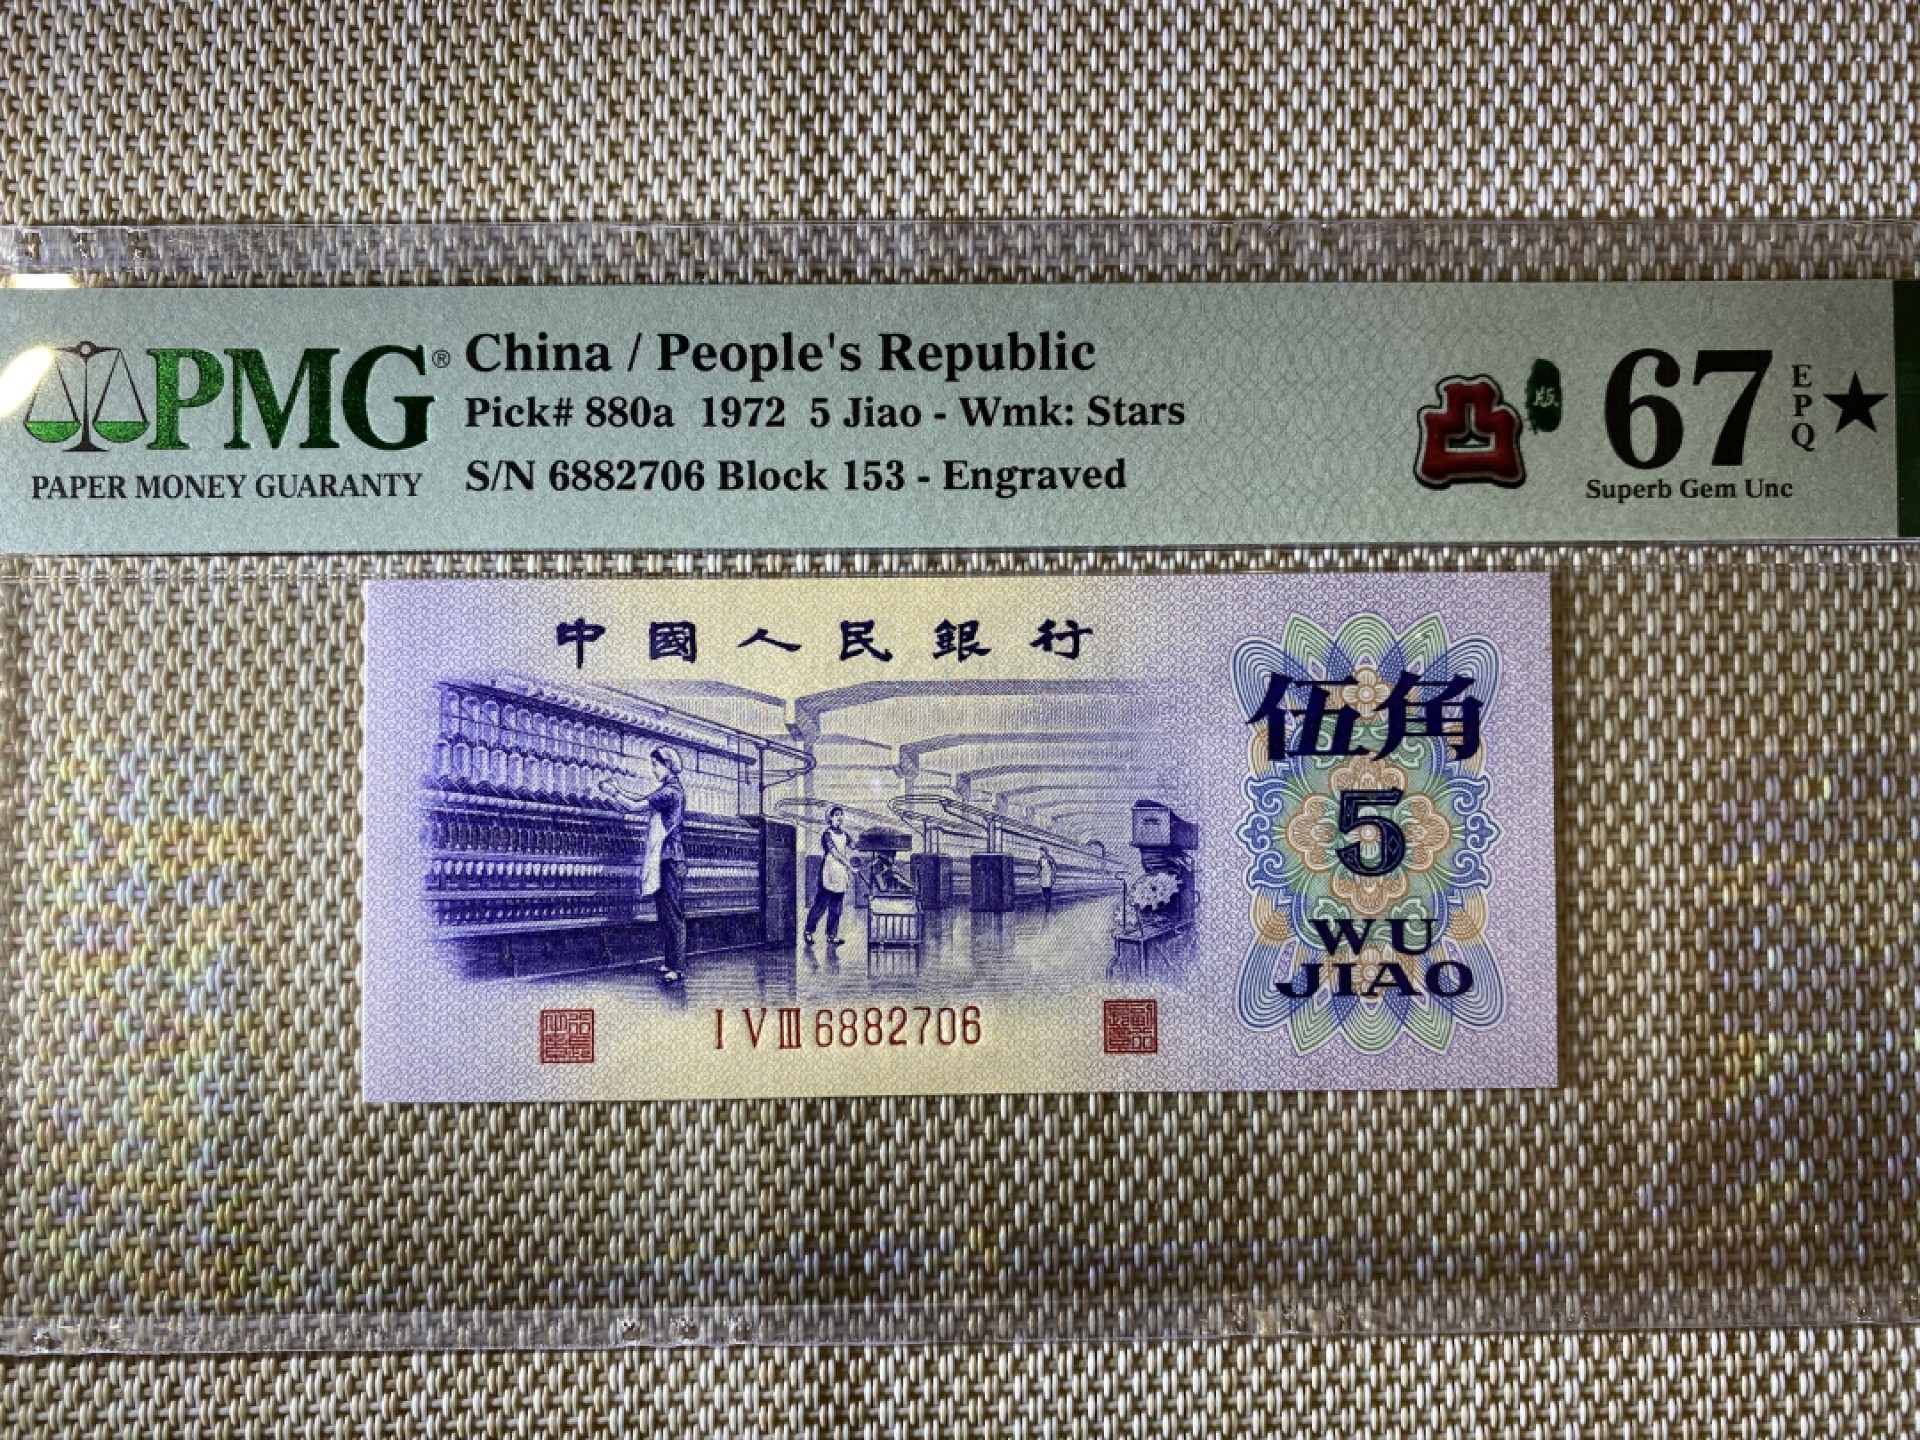 PMG®
PAPER MONEY GUARANTY
China / People's Republic
Pick# 880a 1972 5 Jiao - Wmk: Stars
S/N 6882706 Block 153 - Engraved
凸版
67 EPQ ★
Superb Gem Unc
中國人民銀行
伍角
5
WU
JIAO
I V III 6882706